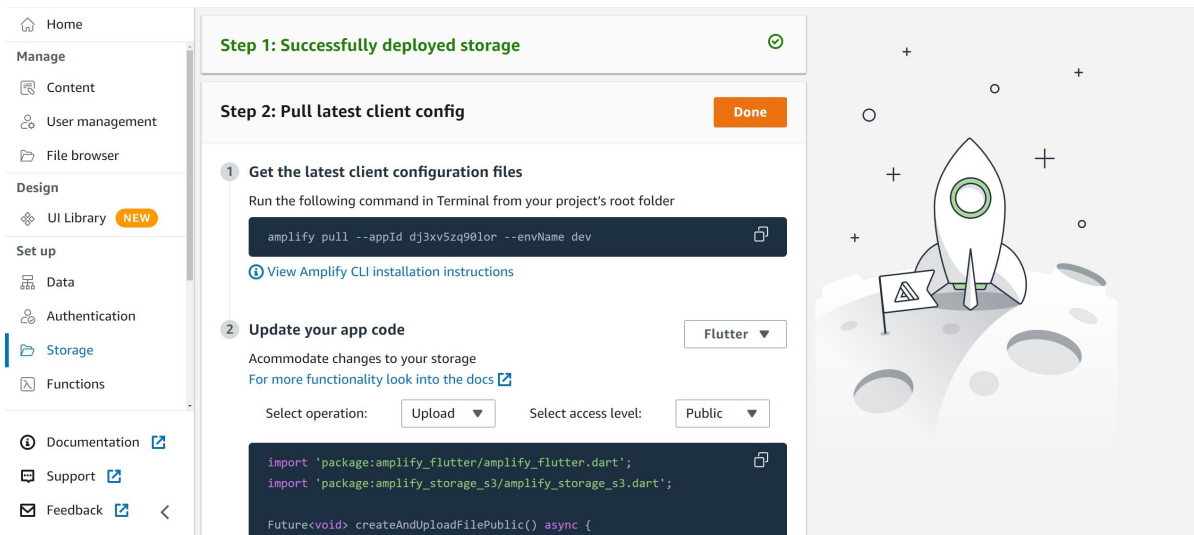 Home
Manage
Content
User management
File browser
Design
UI Library NEW
Set up
Data
Authentication
Storage
Functions
Documentation
Support
Feedback
Step 1: Successfully deployed storage
Step 2: Pull latest client config
Done
1 Get the latest client configuration files
Run the following command in Terminal from your project's root folder
amplify pull --appId dj3xv5zq90lor --envName dev
View Amplify CLI installation instructions
2 Update your app code
Flutter
Acommodate changes to your storage
For more functionality look into the docs
Select operation: Upload Select access level: Public
import 'package:amplify_flutter/amplify_flutter.dart';
import 'package:amplify_storage_s3/amplify_storage_s3.dart';
Future<void> createAndUploadFilePublic() async {